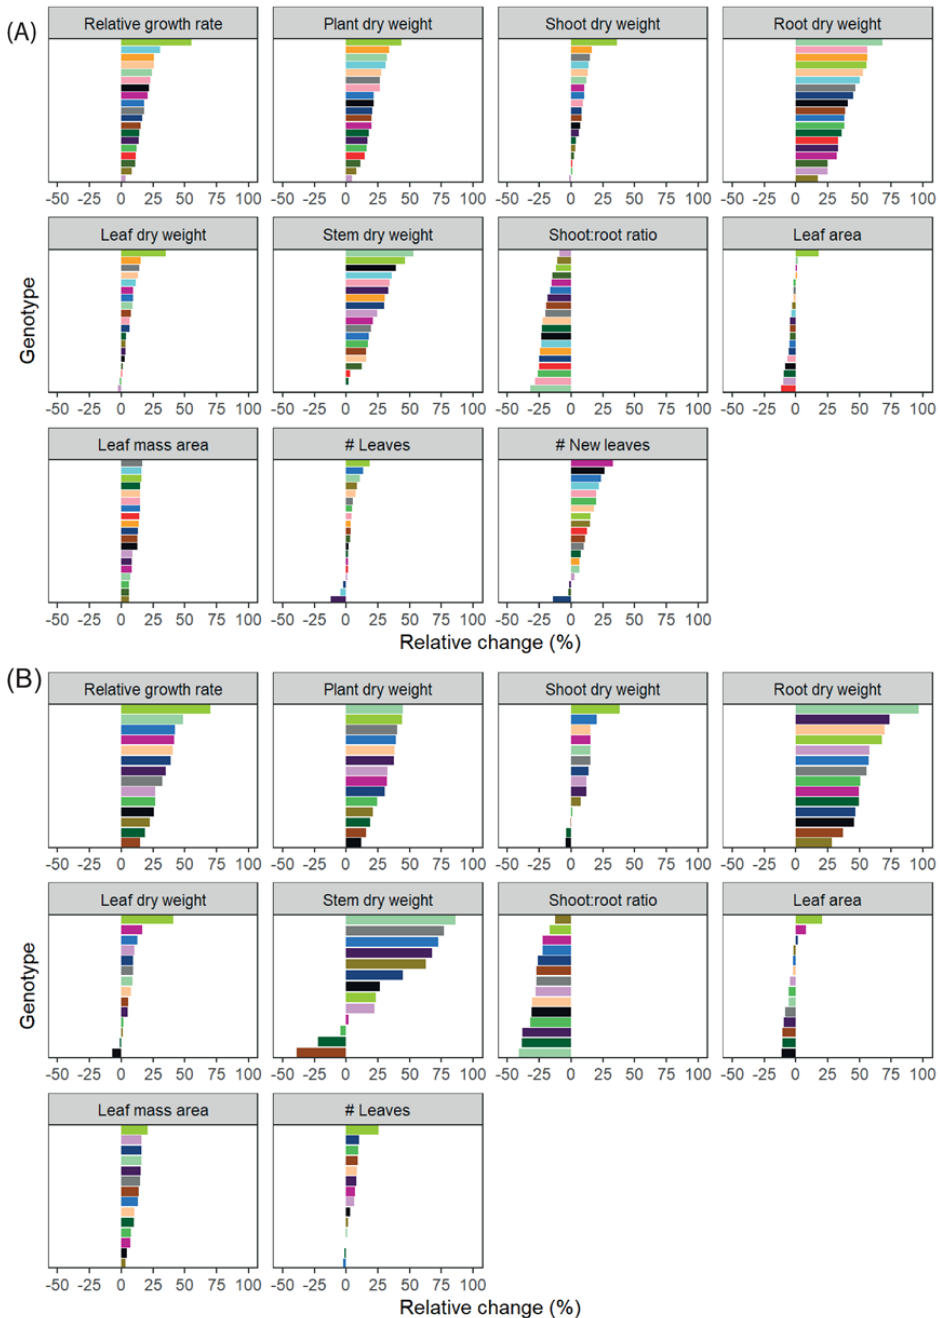 (A)
Relative growth rate Plant dry weight Shoot dry weight Root dry weight
-50 -25 0 25 50 75 100 -50 -25 0 25 50 75 100 -50 -25 0 25 50 75 100 -50 -25 0 25 50 75 100
Leaf dry weight Stem dry weight Shoot:root ratio Leaf area
Genotype
-50 -25 0 25 50 75 100 -50 -25 0 25 50 75 100 -50 -25 0 25 50 75 100 -50 -25 0 25 50 75 100
Leaf mass area # Leaves # New leaves
-50 -25 0 25 50 75 100 -50 -25 0 25 50 75 100 -50 -25 0 25 50 75 100
Relative change (%)
(B)
Relative growth rate Plant dry weight Shoot dry weight Root dry weight
-50 -25 0 25 50 75 100 -50 -25 0 25 50 75 100 -50 -25 0 25 50 75 100 -50 -25 0 25 50 75 100
Leaf dry weight Stem dry weight Shoot:root ratio Leaf area
Genotype
-50 -25 0 25 50 75 100 -50 -25 0 25 50 75 100 -50 -25 0 25 50 75 100 -50 -25 0 25 50 75 100
Leaf mass area # Leaves
-50 -25 0 25 50 75 100 -50 -25 0 25 50 75 100
Relative change (%)